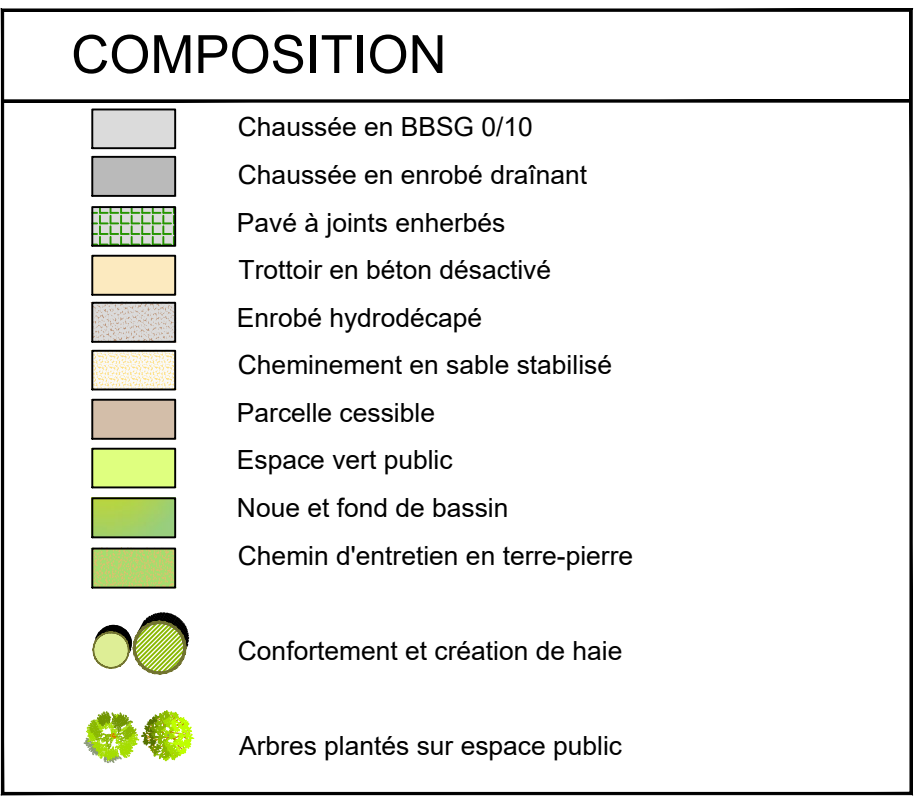 COMPOSITION
Chaussée en BBSG 0/10
Chaussée en enrobé draînant
Pavé à joints enherbés
Trottoir en béton désactivé
Enrobé hydrodécapé
Cheminement en sable stabilisé
Parcelle cessible
Espace vert public
Noue et fond de bassin
Chemin d'entretien en terre-pierre
Confortement et création de haie
Arbres plantés sur espace public